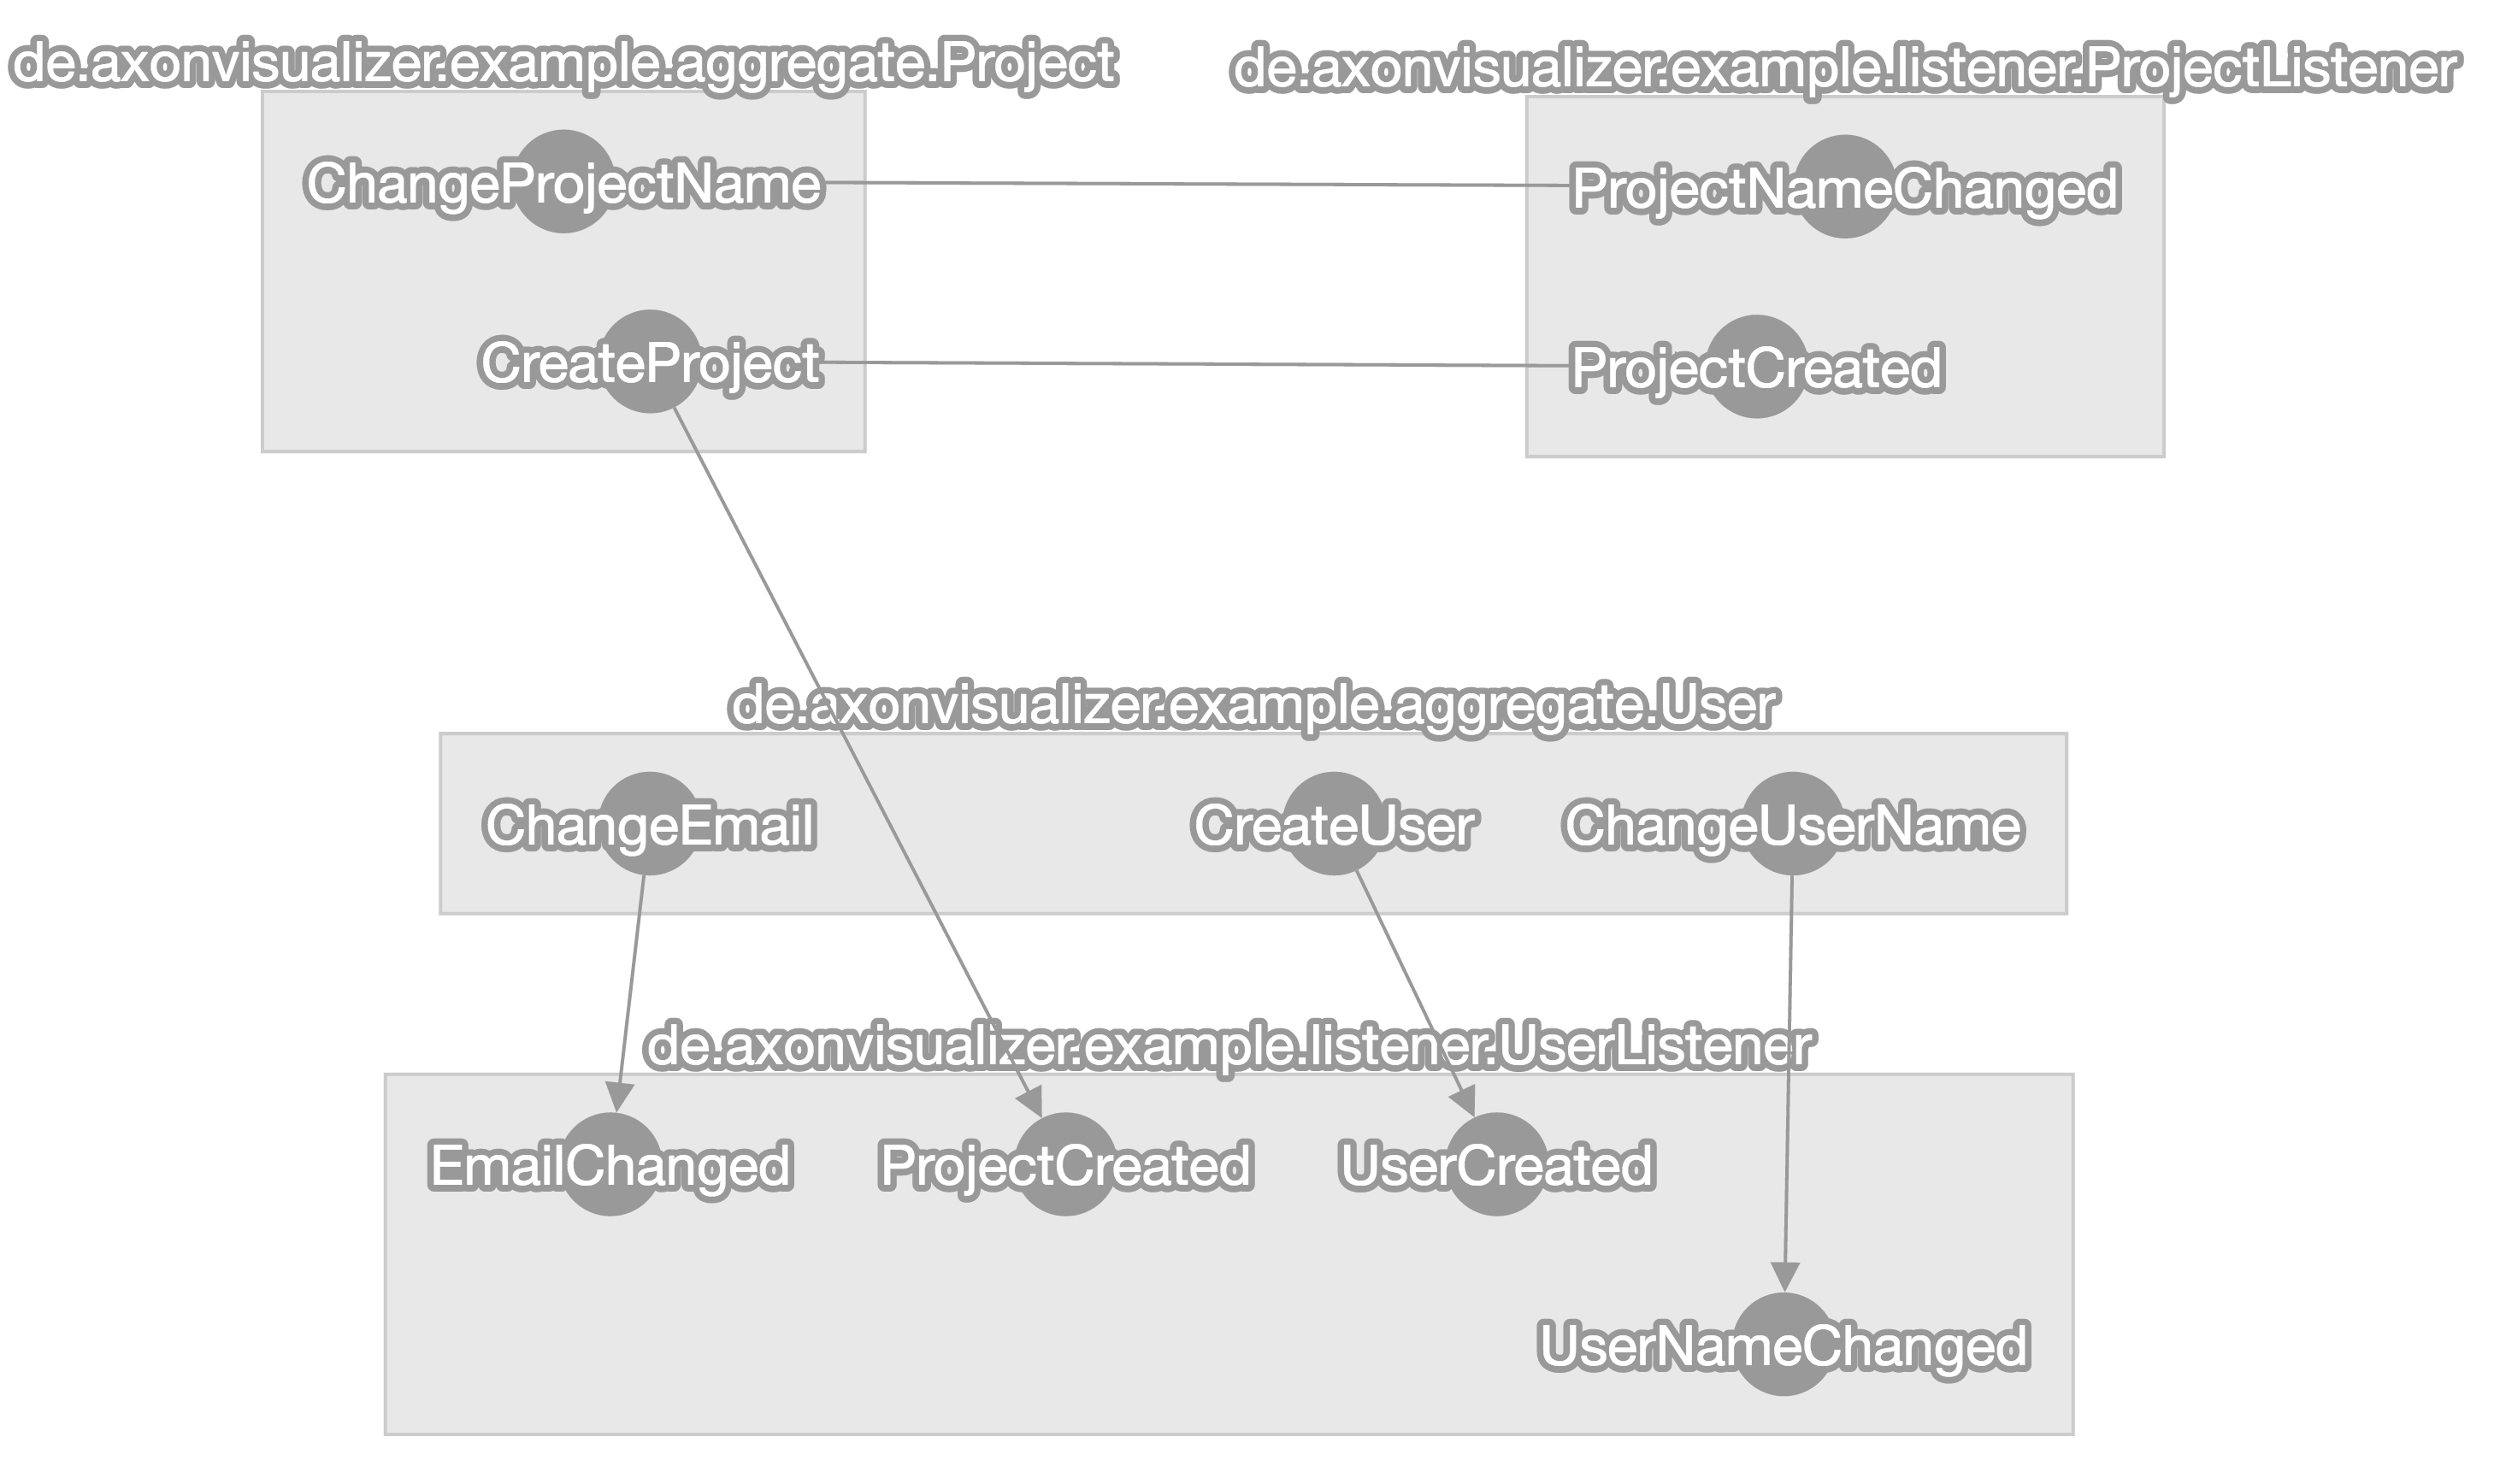 de.axonvisualizer.example.aggregate.Project
de.axonvisualizer.example.listener.ProjectListener
ChangeProjectName
ProjectNameChanged
CreateProject
ProjectCreated
de.axonvisualizer.example.aggregate.User
ChangeEmail
CreateUser
ChangeUserName
de.axonvisualizer.example.listener.UserListener
EmailChanged
ProjectCreated
UserCreated
UserNameChanged